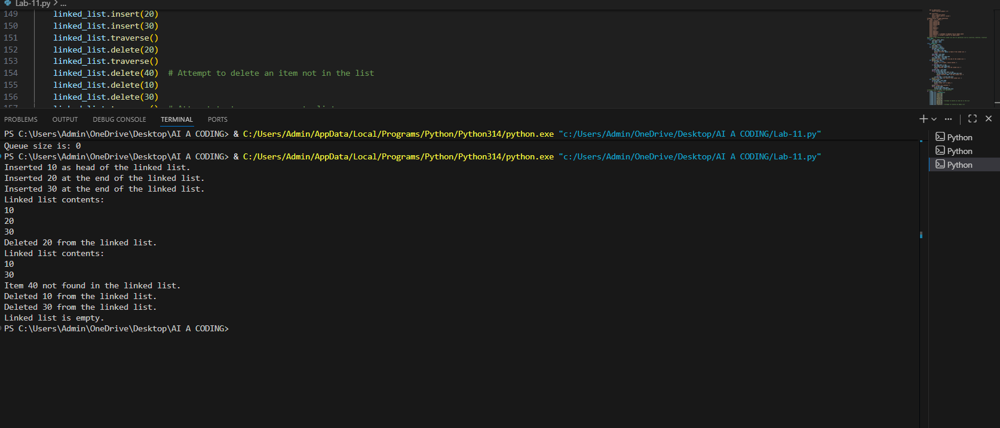 Lab-11.py > ...
149 linked_list.insert(20)
150 linked_list.insert(30)
151 linked_list.traverse()
152 linked_list.delete(20)
153 linked_list.traverse()
154 linked_list.delete(40) # Attempt to delete an item not in the list
155 linked_list.delete(10)
156 linked_list.delete(30)
PROBLEMS OUTPUT DEBUG CONSOLE TERMINAL PORTS
PS C:\Users\Admin\OneDrive\Desktop\AI A CODING> & C:/Users/Admin/AppData/Local/Programs/Python/Python314/python.exe "c:/Users/Admin/OneDrive/Desktop/AI A CODING/Lab-11.py"
Queue size is: 0
PS C:\Users\Admin\OneDrive\Desktop\AI A CODING> & C:/Users/Admin/AppData/Local/Programs/Python/Python314/python.exe "c:/Users/Admin/OneDrive/Desktop/AI A CODING/Lab-11.py"
Inserted 10 as head of the linked list.
Inserted 20 at the end of the linked list.
Inserted 30 at the end of the linked list.
Linked list contents:
10
20
30
Deleted 20 from the linked list.
Linked list contents:
10
30
Item 40 not found in the linked list.
Deleted 10 from the linked list.
Deleted 30 from the linked list.
Linked list is empty.
PS C:\Users\Admin\OneDrive\Desktop\AI A CODING>
Python
Python
Python